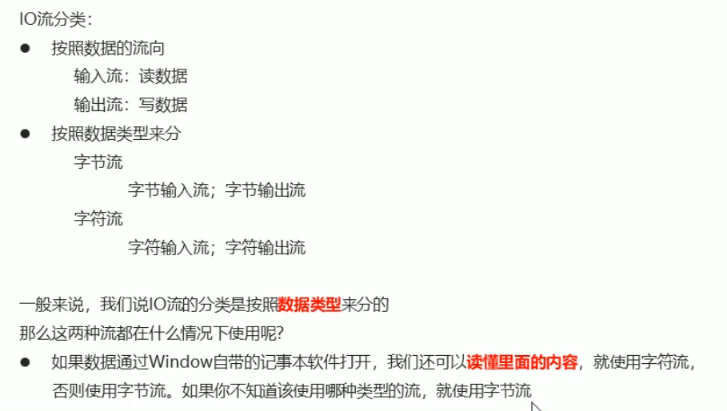 IO流分类：
● 按照数据的流向
输入流：读数据
输出流：写数据
● 按照数据类型来分
字节流
字节输入流；字节输出流
字符流
字符输入流；字符输出流
一般来说，我们说IO流的分类是按照数据类型来分的
那么这两种流都在什么情况下使用呢?
● 如果数据通过Window自带的记事本软件打开，我们还可以读懂里面的内容，就使用字符流，
否则使用字节流。如果你不知道该使用哪种类型的流，就使用字节流